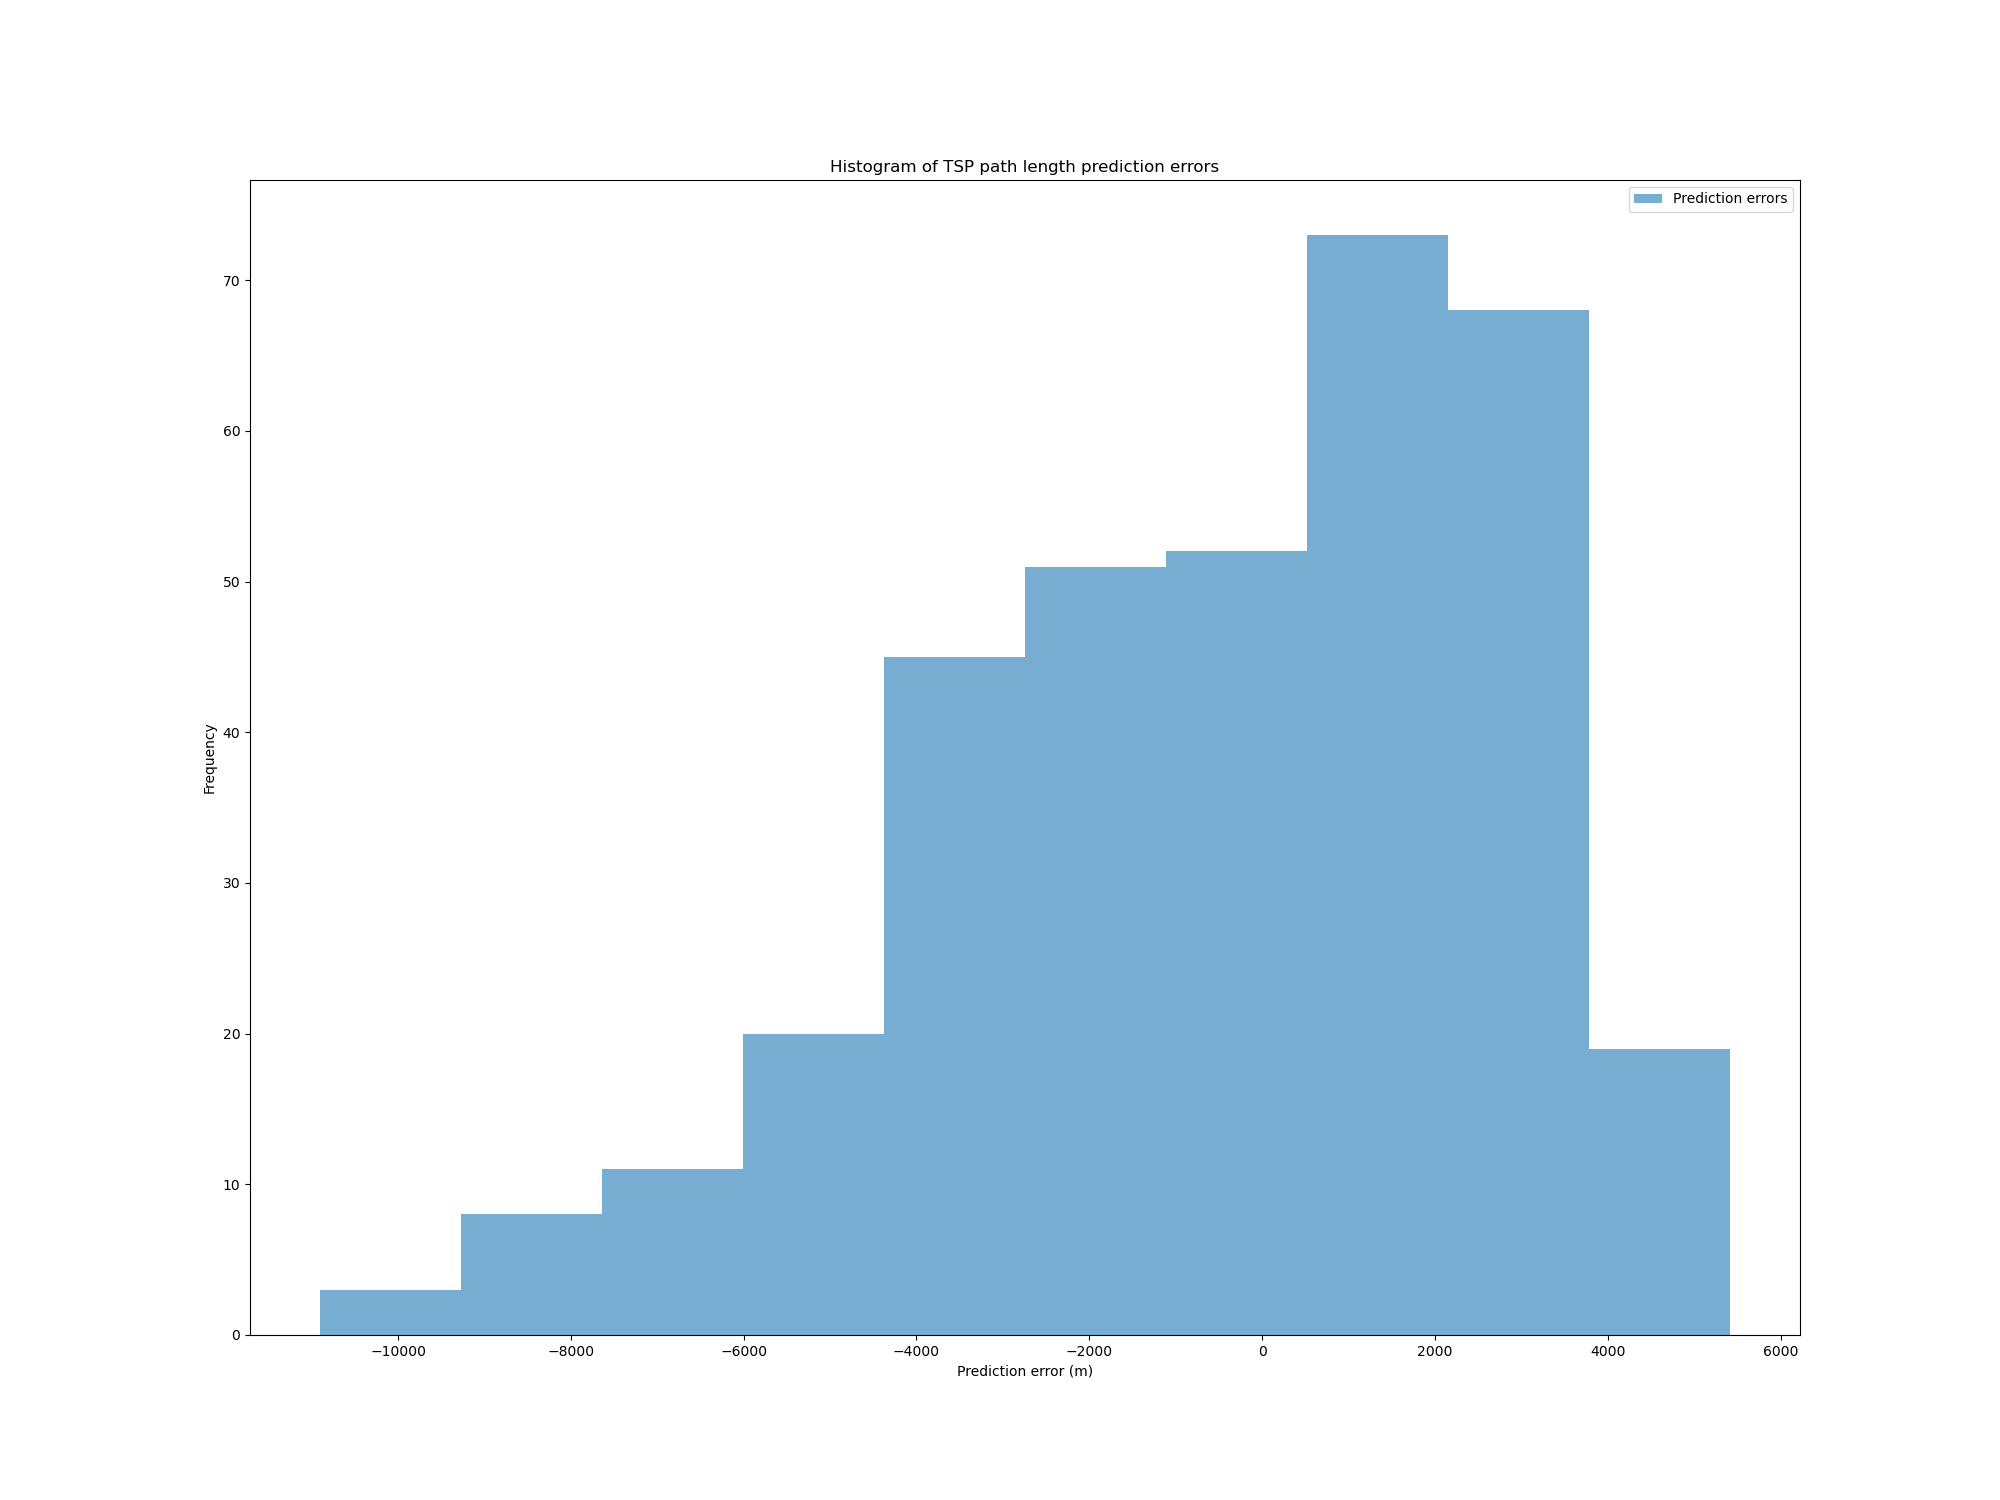 Histogram of TSP path length prediction errors
Prediction errors
70
60
50
40
30
20
10
0
Frequency
−10000 −8000 −6000 −4000 −2000 0 2000 4000 6000
Prediction error (m)